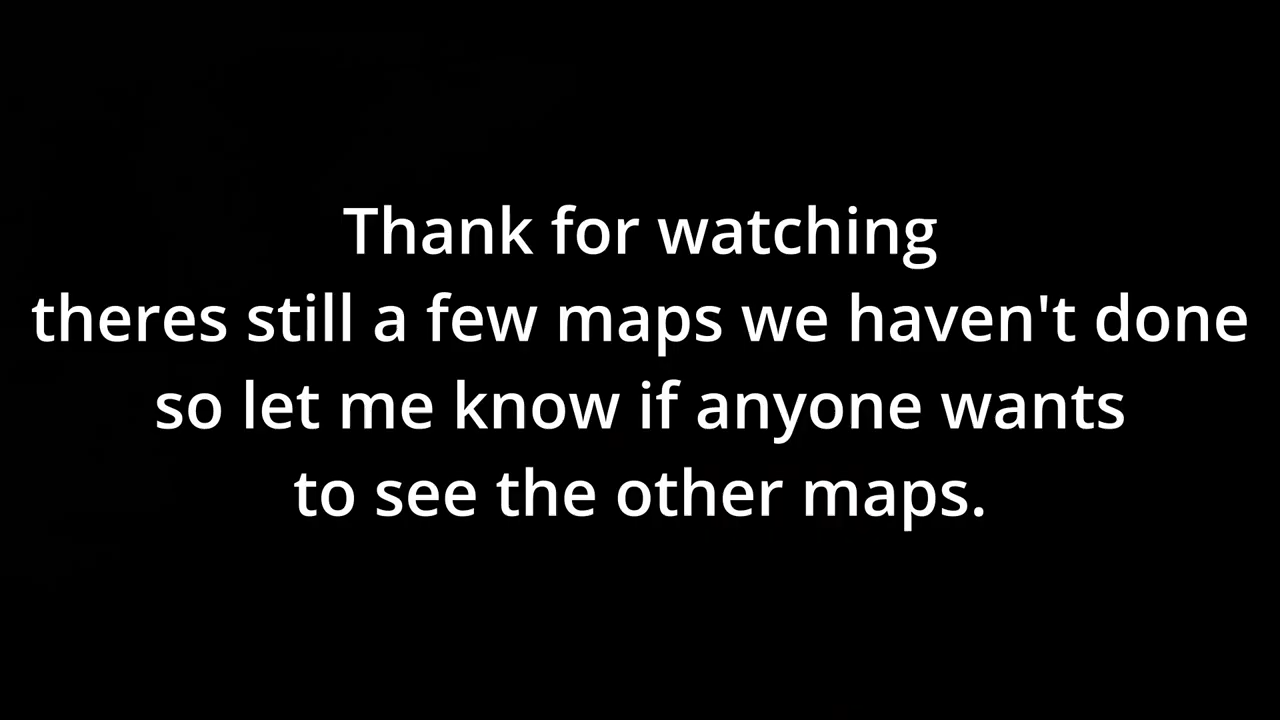 Thank for watching
theres still a few maps we haven't done
so let me know if anyone wants
to see the other maps.